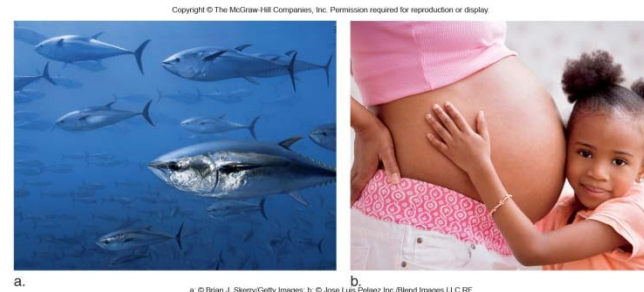 Copyright © The McGraw-Hill Companies, Inc. Permission required for reproduction or display.
a.
b.
a: © Brian J. Skerry/Getty Images; b: © Jose Luis Pelaez Inc./Blend Images LLC RF